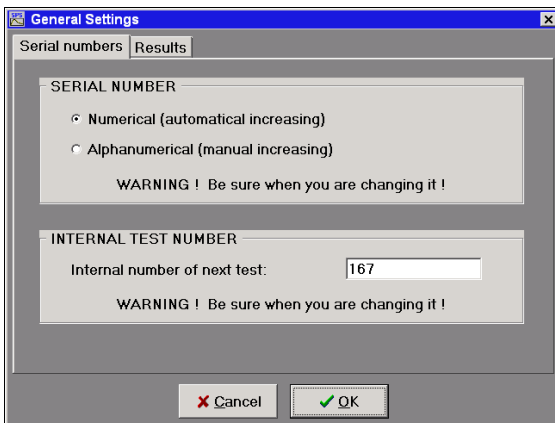 SPS General Settings
Serial numbers Results
SERIAL NUMBER
Numerical (automatical increasing)
Alphanumerical (manual increasing)
WARNING ! Be sure when you are changing it !
INTERNAL TEST NUMBER
Internal number of next test: 167
WARNING ! Be sure when you are changing it !
Cancel OK